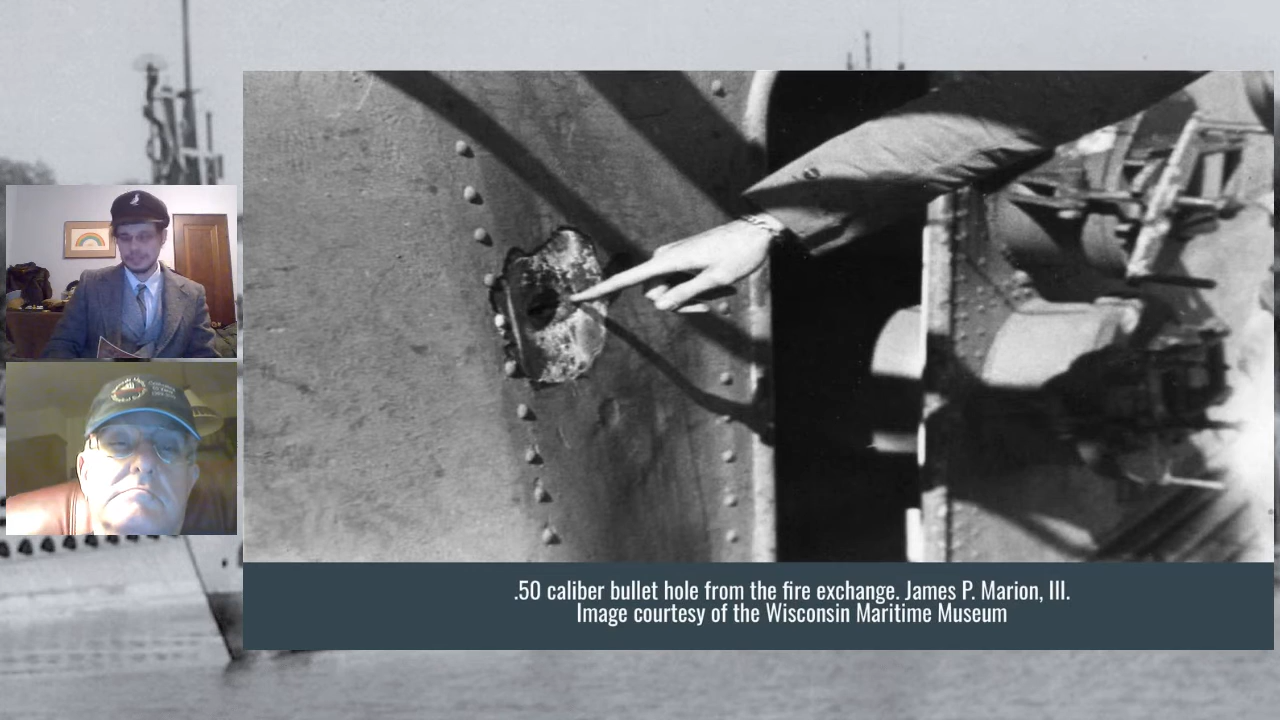 .50 caliber bullet hole from the fire exchange. James P. Marion, III.
Image courtesy of the Wisconsin Maritime Museum